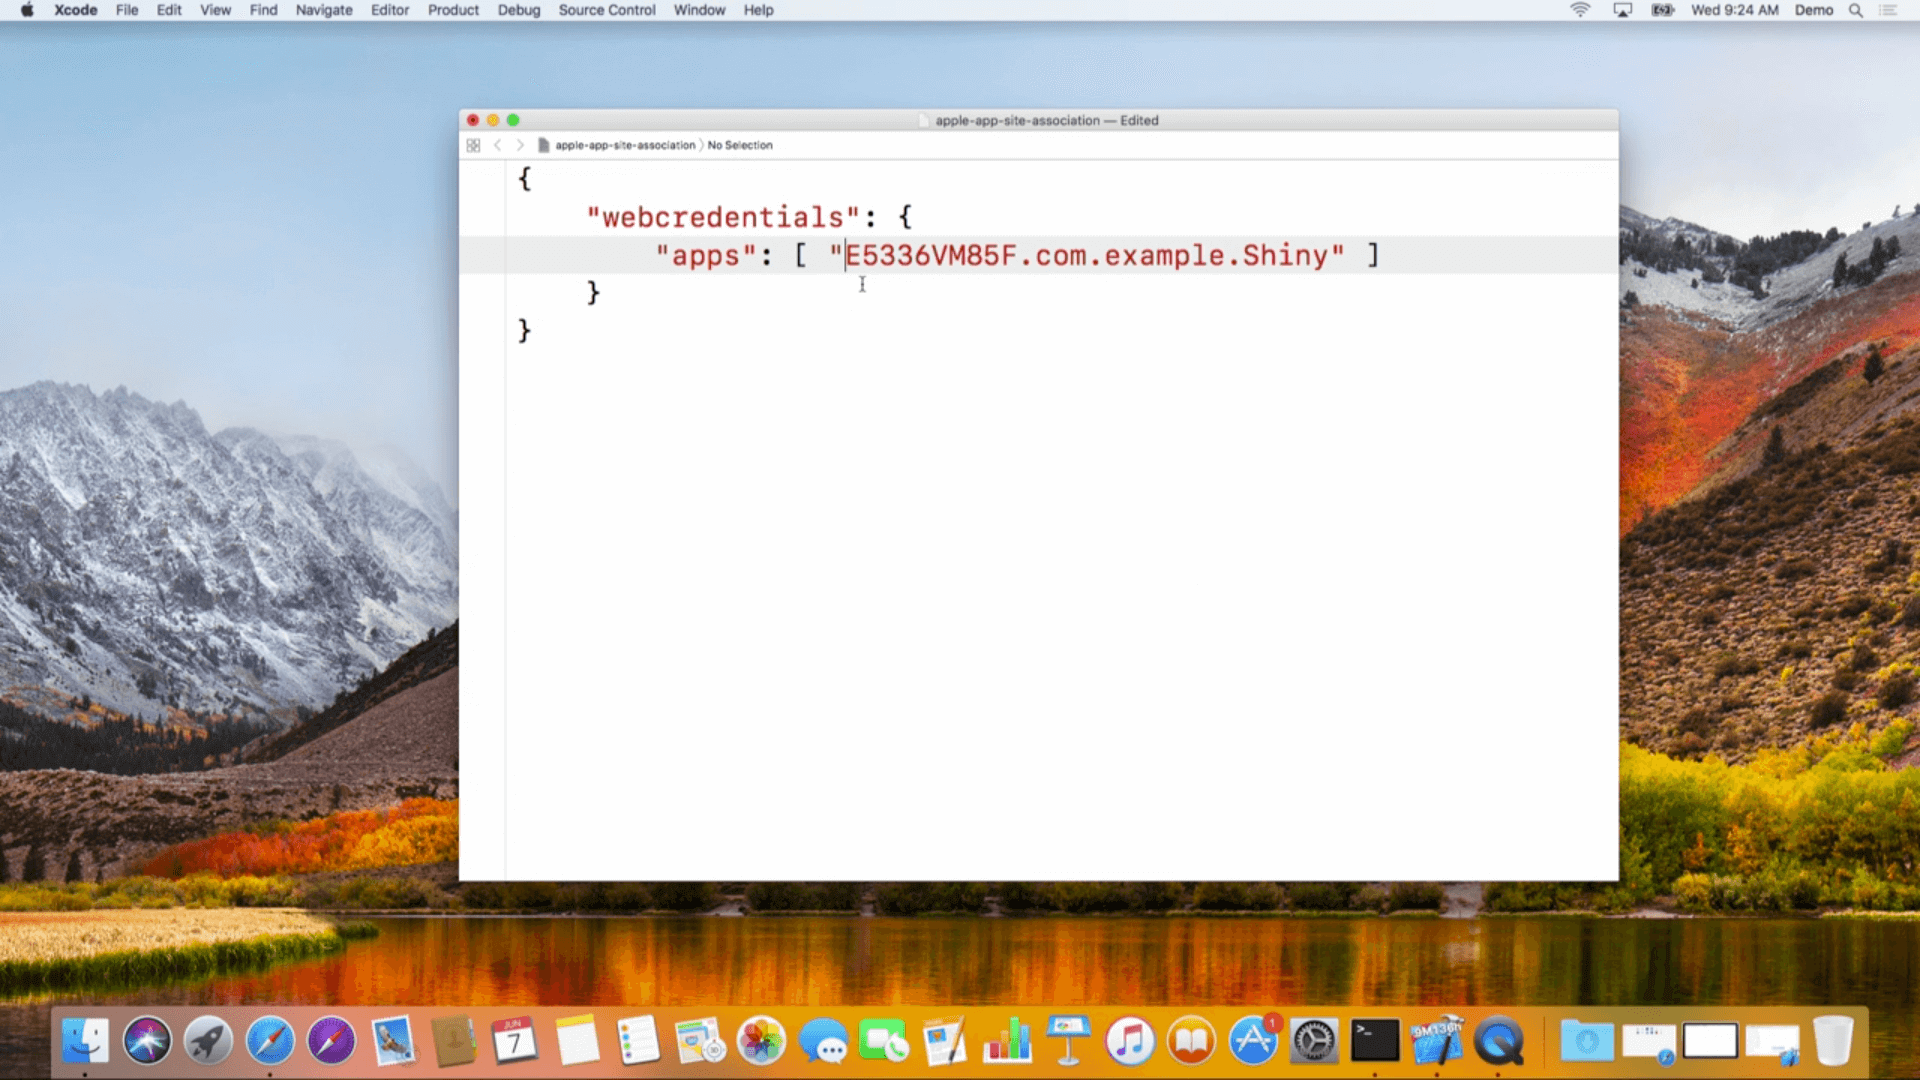 Xcode File Edit View Find Navigate Editor Product Debug Source Control Window Help Wed 9:24 AM Demo
apple-app-site-association — Edited
apple-app-site-association No Selection
{
"webcredentials": {
"apps": [ "E5336VM85F.com.example.Shiny" ]
}
}
JUN
7
1
>_
9M136h